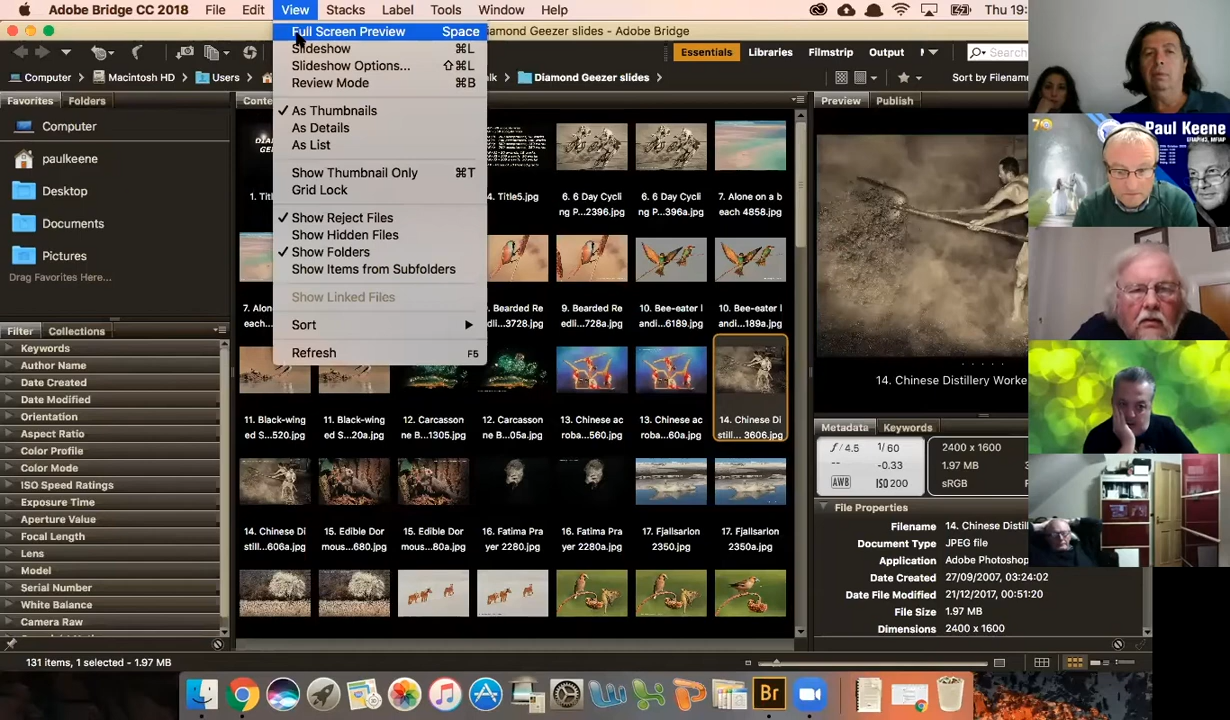 Adobe Bridge CC 2018 File Edit View Stacks Label Tools Window Help Thu 19:
Diamond Geezer slides - Adobe Bridge
Full Screen Preview Space
Slideshow ⌘L
Slideshow Options... ⇧⌘L
Review Mode ⌘B
As Thumbnails
As Details
As List
Show Thumbnail Only ⌘T
Grid Lock
Show Reject Files
Show Hidden Files
Show Folders
Show Items from Subfolders
Show Linked Files
Sort
Refresh F5
Essentials Libraries Filmstrip Output
Computer Macintosh HD Users Diamond Geezer slides Sort by Filename
Favorites Folders
Computer
paulkeene
Desktop
Documents
Pictures
Drag Favorites Here...
Filter Collections
Keywords
Author Name
Date Created
Date Modified
Orientation
Aspect Ratio
Color Profile
Color Mode
ISO Speed Ratings
Exposure Time
Aperture Value
Focal Length
Lens
Model
Serial Number
White Balance
Camera Raw
131 items, 1 selected - 1.97 MB
4. Title5.jpg
6. 6 Day Cycli
ng P...2396.jpg
6. 6 Day Cycli
ng P...396a.jpg
7. Alone on a b
each 4858.jpg
9. Bearded Re
edli...728a.jpg
10. Bee-eater l
andi...6189.jpg
10. Bee-eater l
andi...189a.jpg
11. Black-wing
ed S...520.jpg
11. Black-wing
ed S...20a.jpg
12. Carcasson
ne B...1305.jpg
12. Carcasson
ne B...05a.jpg
13. Chinese ac
roba...560.jpg
13. Chinese ac
roba...60a.jpg
14. Chinese Di
still... 3606.jpg
14. Chinese Di
still...606a.jpg
15. Edible Dor
mous...680.jpg
15. Edible Dor
mous...80a.jpg
16. Fatima Pra
yer 2280.jpg
16. Fatima Pra
yer 2280a.jpg
17. Fjallsarlon
2350.jpg
17. Fjallsarlon
2350a.jpg
Preview Publish
14. Chinese Distillery Worke
Metadata Keywords
f/4.5 1/60
-- -0.33
AWB ISO200
2400 x 1600
1.97 MB
sRGB
File Properties
Filename 14. Chinese Distill
Document Type JPEG file
Application Adobe Photoshop
Date Created 27/09/2007, 03:24:02
Date File Modified 21/12/2017, 00:51:20
File Size 1.97 MB
Dimensions 2400 x 1600
Paul Keene
Br